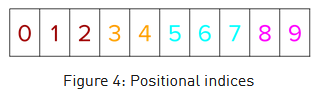 0 1 2 3 4 5 6 7 8 9
Figure 4: Positional indices